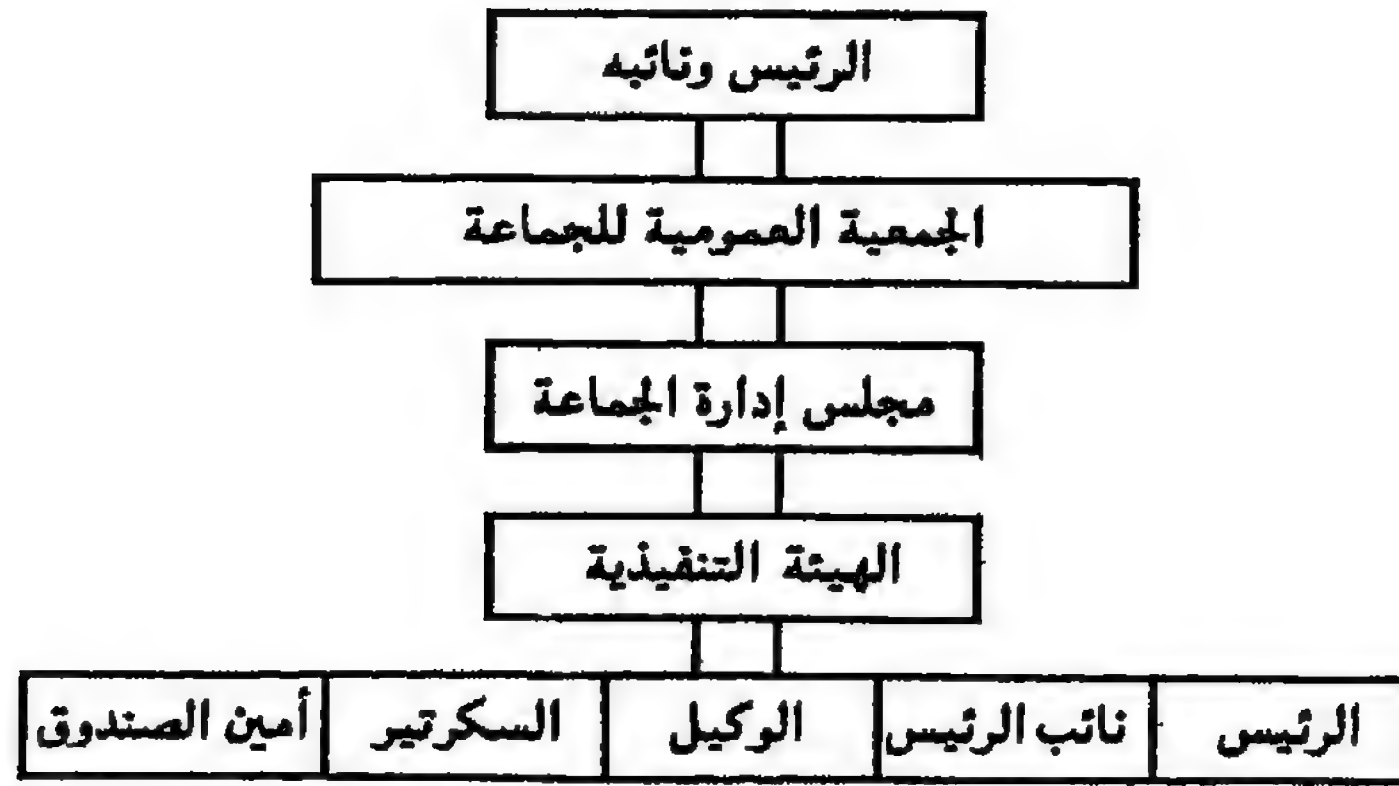 الرئيس ونائبه
الجمعية العمومية للجماعة
مجلس إدارة الجماعة
الهيئة التنفيذية
الرئيس
نائب الرئيس
الوكيل
السكرتير
أمين الصندوق